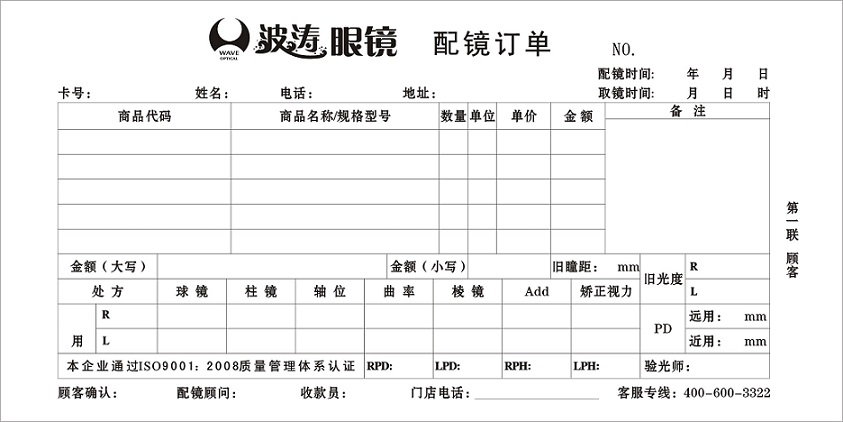 WAVE
OPTICAL
波涛眼镜 配镜订单 NO.
配镜时间: 年 月 日
卡号: 姓名: 电话: 地址: 取镜时间: 月 日 时
商品代码 商品名称/规格型号 数量 单位 单价 金额 备注
金额（大写） 金额（小写） 旧瞳距: mm 旧光度 R
L
处方 球镜 柱镜 轴位 曲率 棱镜 Add 矫正视力
用 R PD 远用: mm
L 近用: mm
本企业通过ISO9001: 2008质量管理体系认证 RPD: LPD: RPH: LPH: 验光师:
顾客确认: 配镜顾问: 收款员: 门店电话: 客服专线: 400-600-3322
第一联 顾客